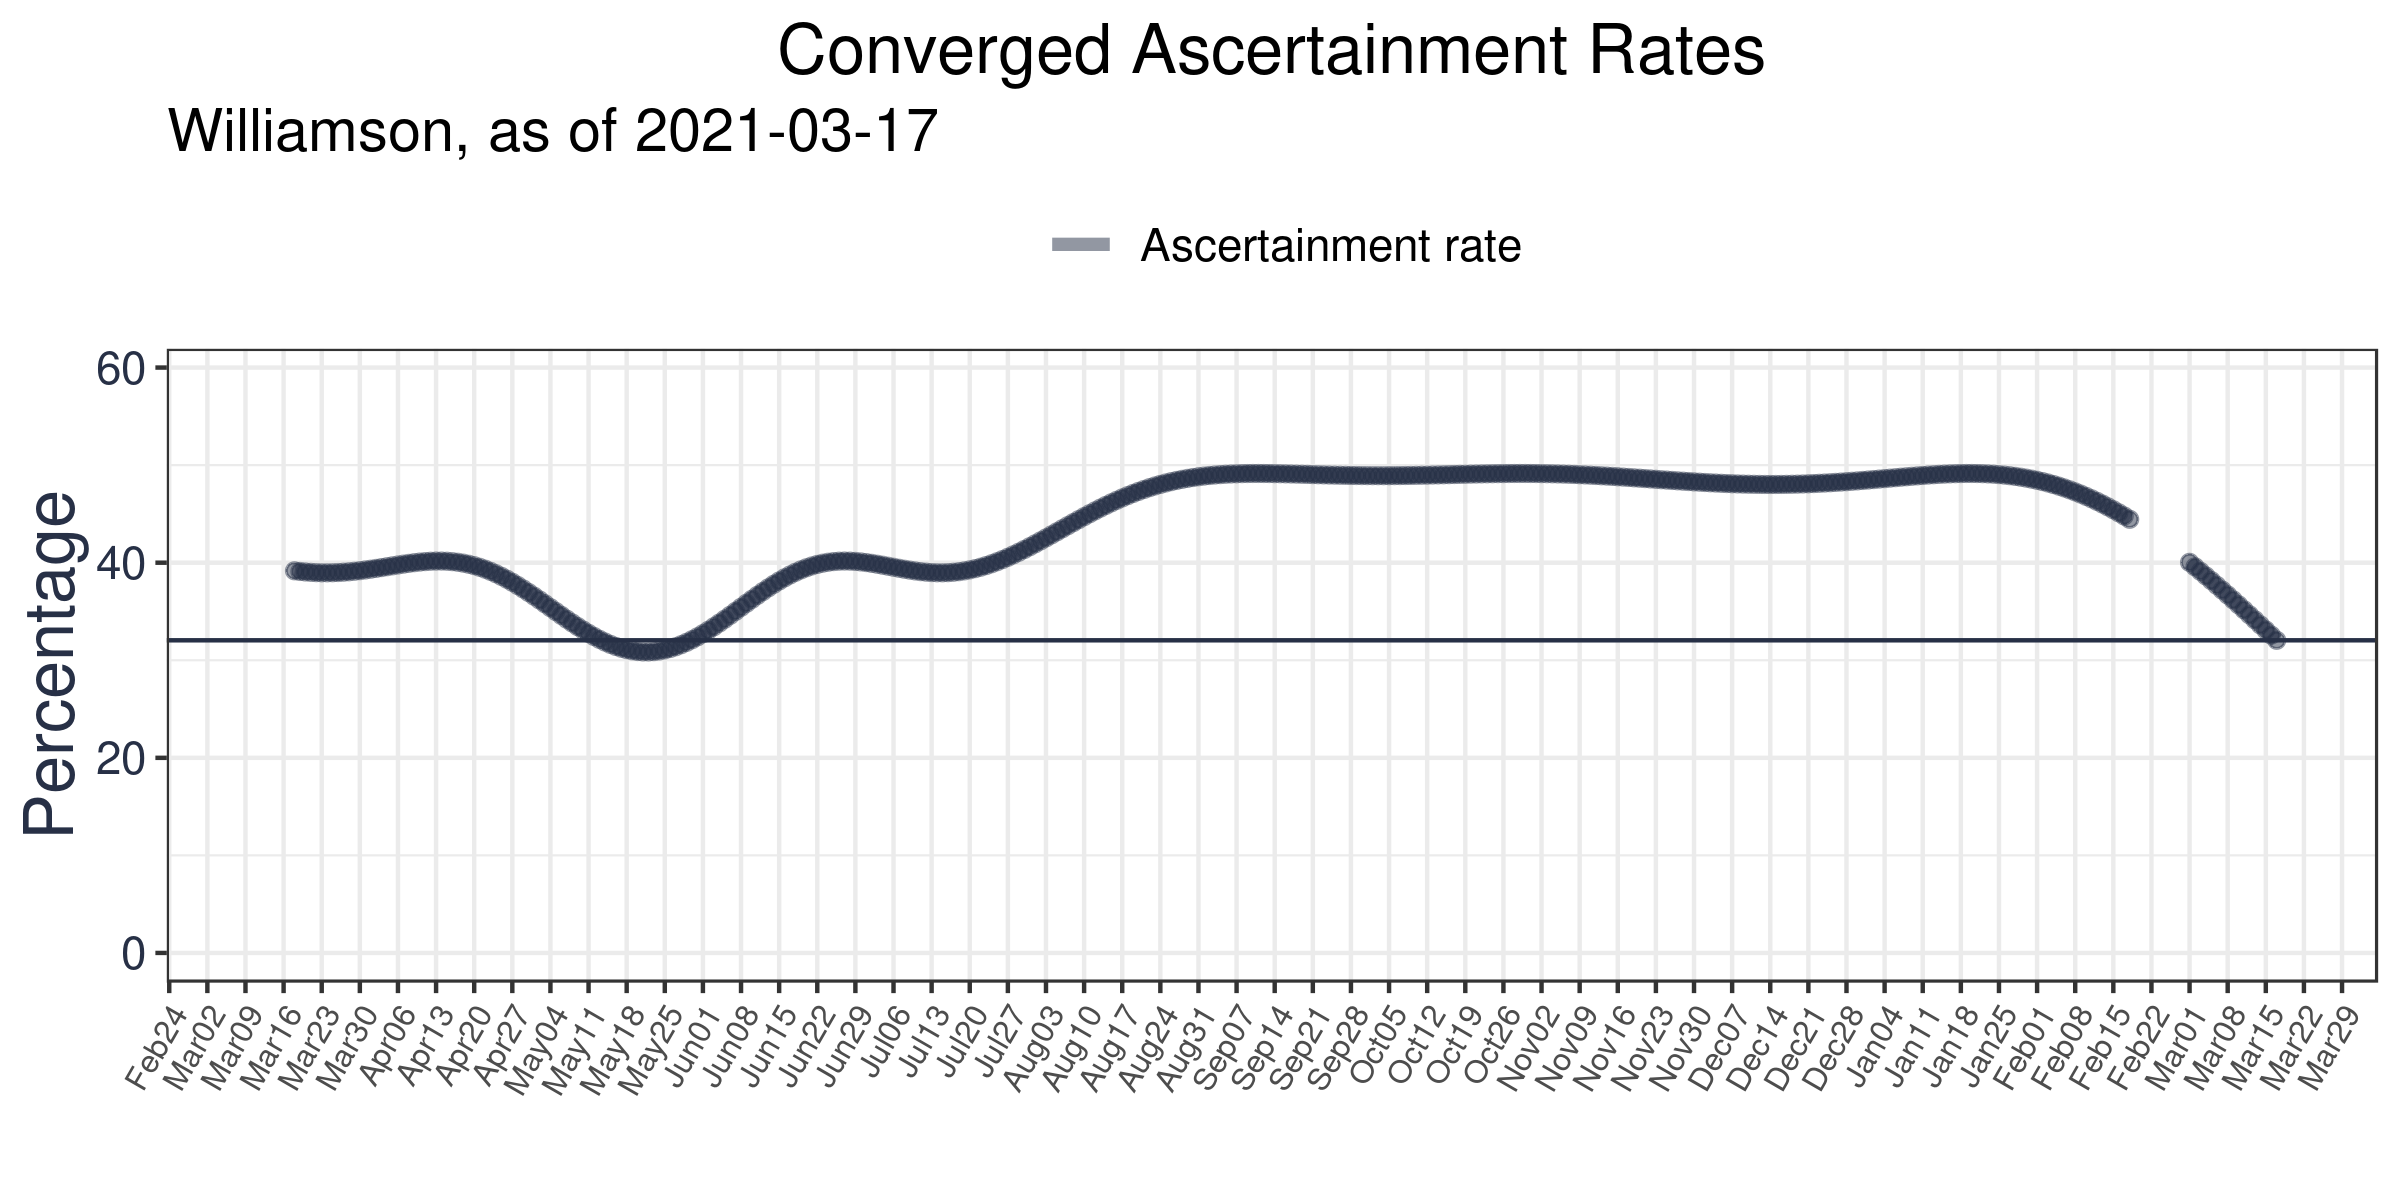 Converged Ascertainment Rates
Williamson, as of 2021-03-17
Ascertainment rate
Percentage
60
40
20
0
Feb24
Mar02
Mar09
Mar16
Mar23
Mar30
Apr06
Apr13
Apr20
Apr27
May04
May11
May18
May25
Jun01
Jun08
Jun15
Jun22
Jun29
Jul06
Jul13
Jul20
Jul27
Aug03
Aug10
Aug17
Aug24
Aug31
Sep07
Sep14
Sep21
Sep28
Oct05
Oct12
Oct19
Oct26
Nov02
Nov09
Nov16
Nov23
Nov30
Dec07
Dec14
Dec21
Dec28
Jan04
Jan11
Jan18
Jan25
Feb01
Feb08
Feb15
Feb22
Mar01
Mar08
Mar15
Mar22
Mar29